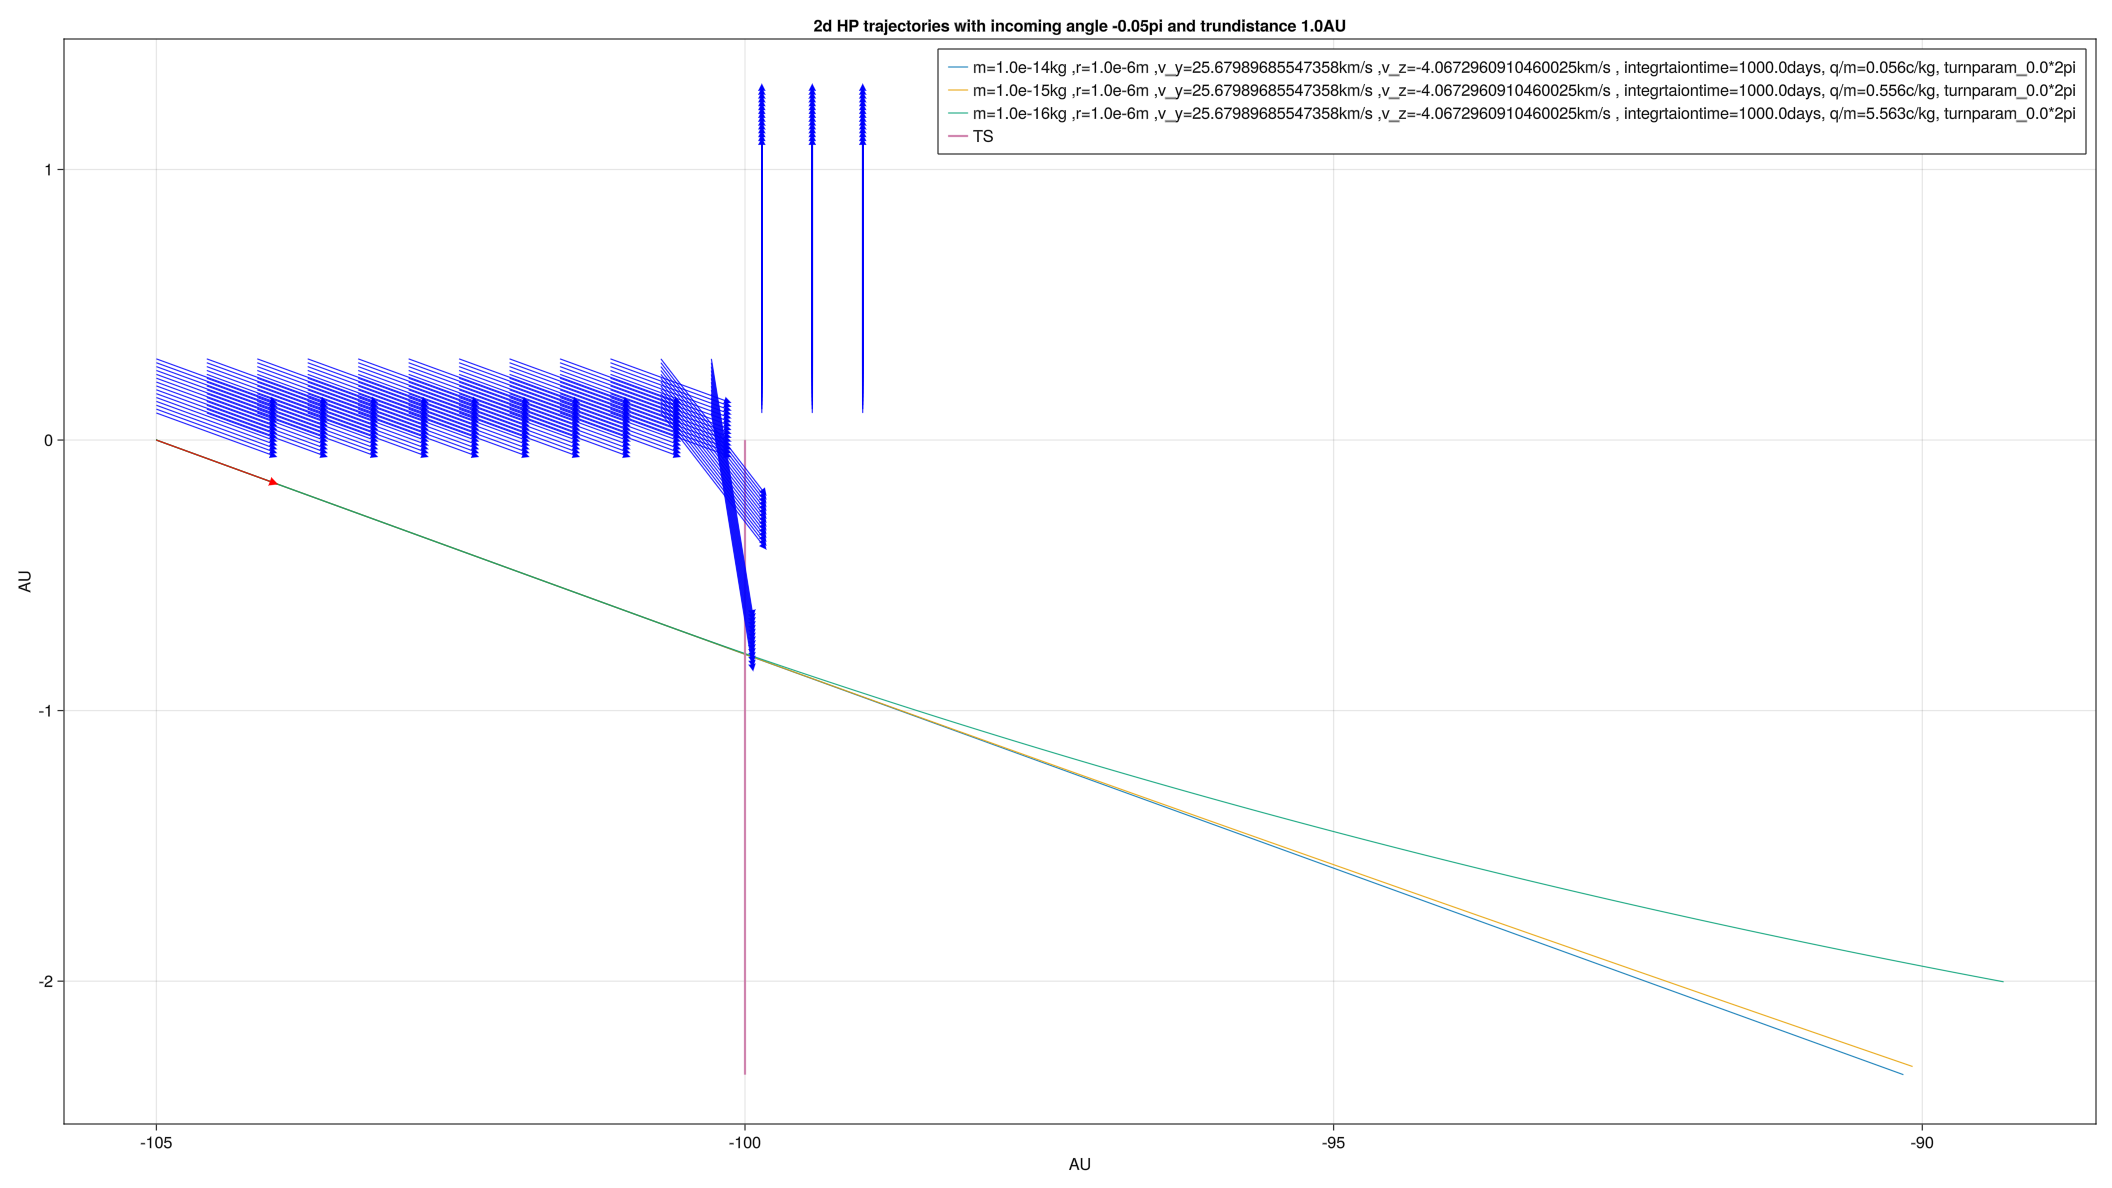 2d HP trajectories with incoming angle -0.05pi and trundistance 1.0AU
m=1.0e-14kg ,r=1.0e-6m ,v_y=25.67989685547358km/s ,v_z=-4.0672960910460025km/s , integrtaiontime=1000.0days, q/m=0.056c/kg, turnparam_0.0*2pi
m=1.0e-15kg ,r=1.0e-6m ,v_y=25.67989685547358km/s ,v_z=-4.0672960910460025km/s , integrtaiontime=1000.0days, q/m=0.556c/kg, turnparam_0.0*2pi
m=1.0e-16kg ,r=1.0e-6m ,v_y=25.67989685547358km/s ,v_z=-4.0672960910460025km/s , integrtaiontime=1000.0days, q/m=5.563c/kg, turnparam_0.0*2pi
TS
1
0
-1
-2
AU
-105
-100
-95
-90
AU